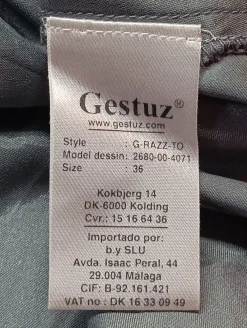 Gestuz®
www.gestuz.com
Style : G-RAZZ-TO
Model dessin: 2680-00-4071
Size : 36
Kokbjerg 14
DK-6000 Kolding
Cvr.: 15 16 64 36
Importado por:
b.y SLU
Avda. Isaac Peral, 44
29.004 Málaga
CIF: B-92.161.421
VAT no : DK 16 33 09 49